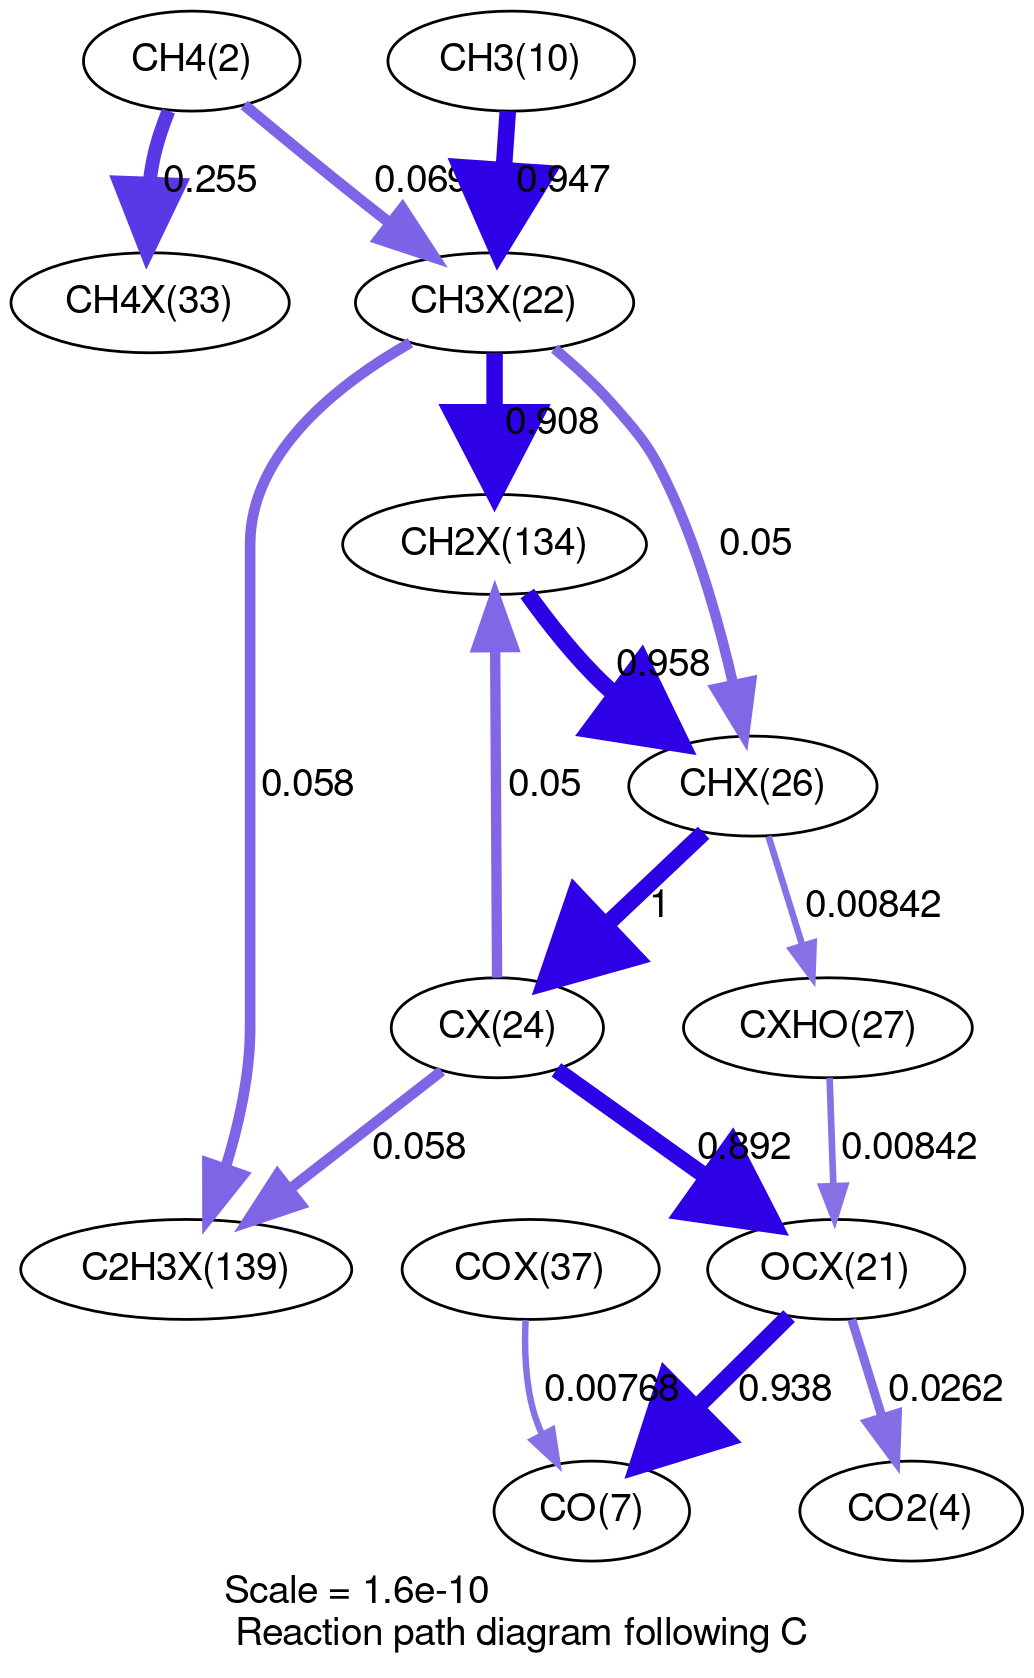 CH4(2)
CH3(10)
0.255
0.069
0.947
CH4X(33)
CH3X(22)
0.908
0.05
CH2X(134)
0.958
0.058
0.05
CHX(26)
1
0.00842
CX(24)
CXHO(27)
0.058
0.892
0.00842
C2H3X(139)
COX(37)
OCX(21)
0.00768
0.938
0.0262
CO(7)
CO2(4)
Scale = 1.6e-10
Reaction path diagram following C